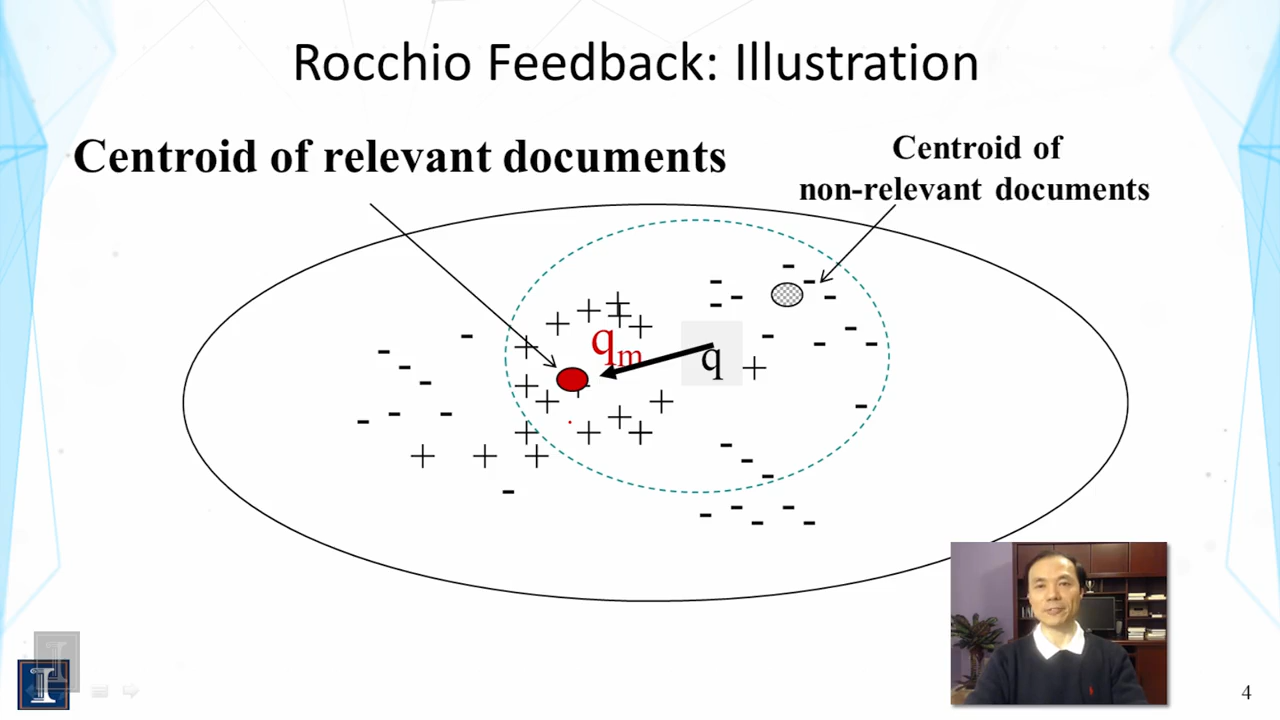 Rocchio Feedback: Illustration
Centroid of relevant documents
Centroid of
non-relevant documents
qm
q
4